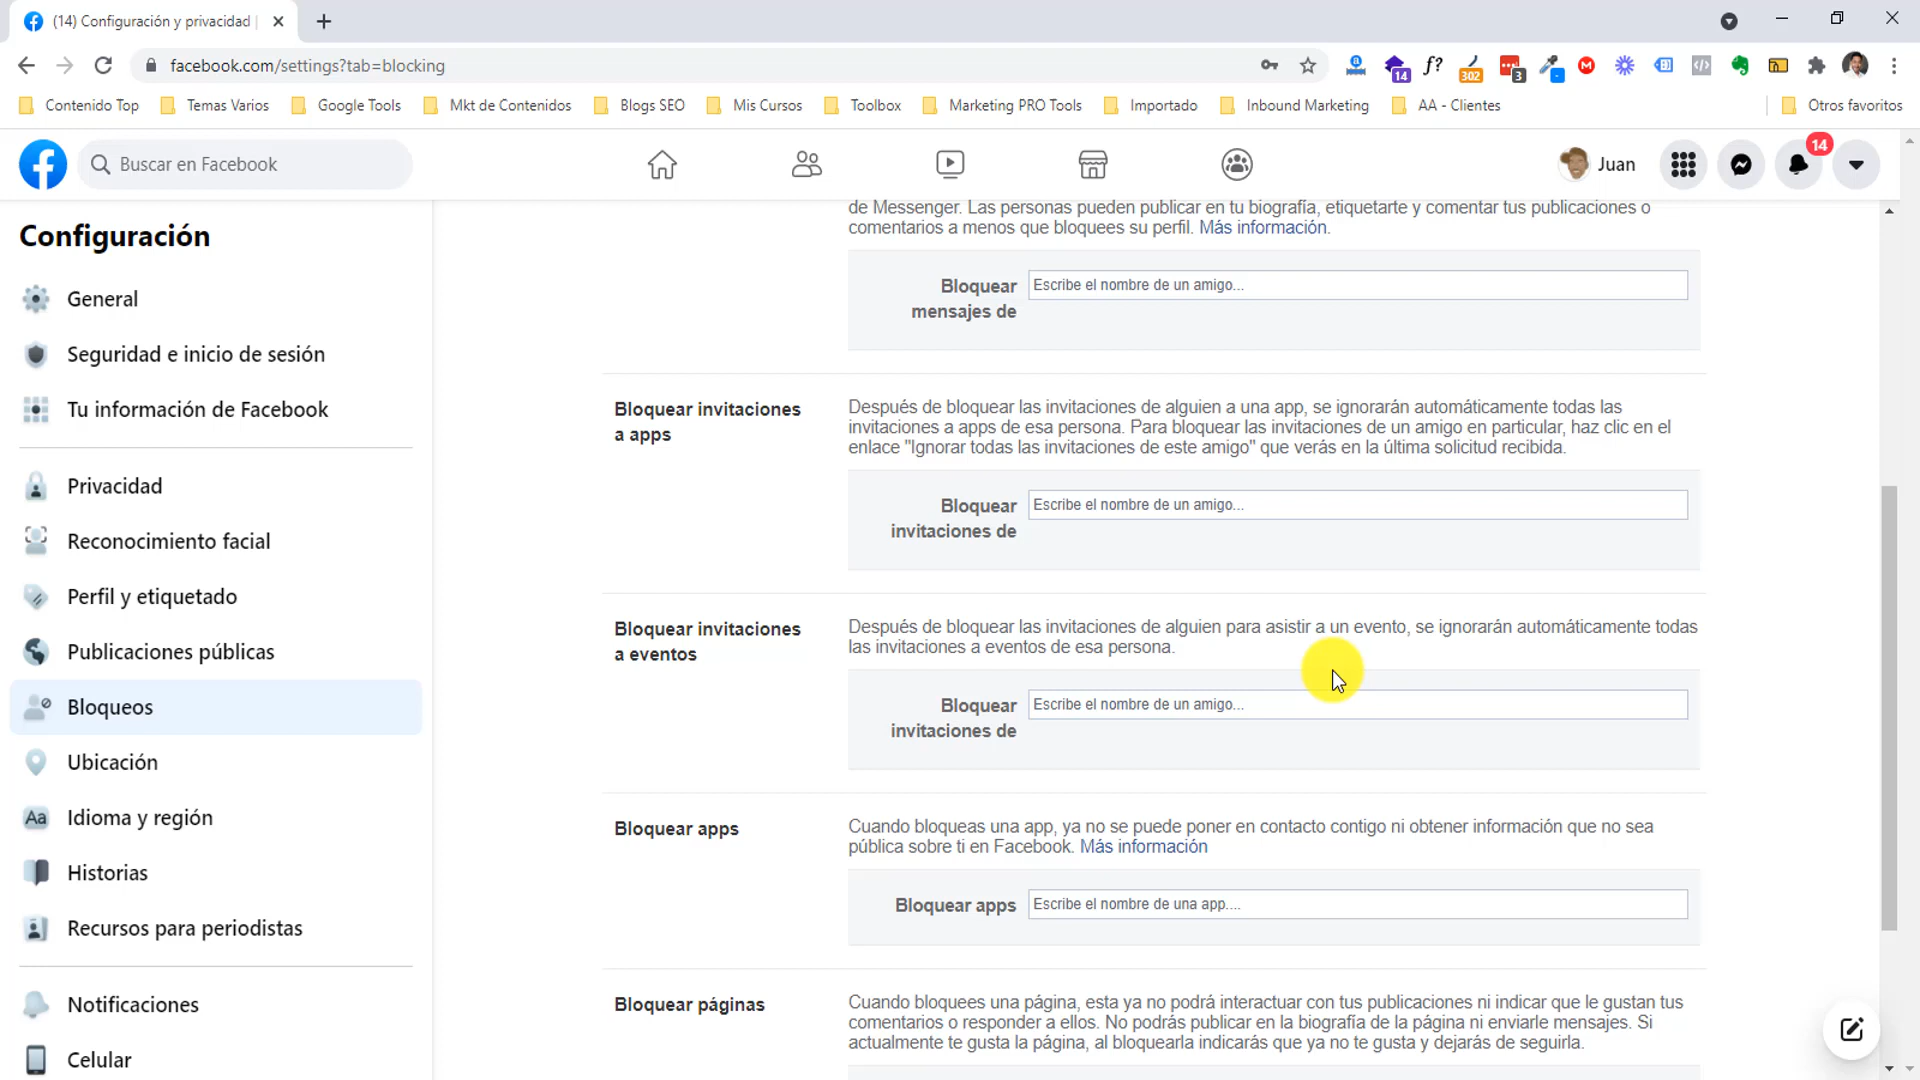 (14) Configuración y privacidad |
facebook.com/settings?tab=blocking
14
f?
302
3
Contenido Top
Temas Varios
Google Tools
Mkt de Contenidos
Blogs SEO
Mis Cursos
Toolbox
Marketing PRO Tools
Importado
Inbound Marketing
AA - Clientes
Otros favoritos
Buscar en Facebook
Juan
14
Configuración
General
Seguridad e inicio de sesión
Tu información de Facebook
Privacidad
Reconocimiento facial
Perfil y etiquetado
Publicaciones públicas
Bloqueos
Ubicación
Aa
Idioma y región
Historias
Recursos para periodistas
Notificaciones
Celular
de Messenger. Las personas pueden publicar en tu biografía, etiquetarte y comentar tus publicaciones o
comentarios a menos que bloquees su perfil. Más información.
Bloquear
mensajes de
Escribe el nombre de un amigo...
Bloquear invitaciones
a apps
Después de bloquear las invitaciones de alguien a una app, se ignorarán automáticamente todas las
invitaciones a apps de esa persona. Para bloquear las invitaciones de un amigo en particular, haz clic en el
enlace "Ignorar todas las invitaciones de este amigo" que verás en la última solicitud recibida.
Bloquear
invitaciones de
Escribe el nombre de un amigo...
Bloquear invitaciones
a eventos
Después de bloquear las invitaciones de alguien para asistir a un evento, se ignorarán automáticamente todas
las invitaciones a eventos de esa persona.
Bloquear
invitaciones de
Escribe el nombre de un amigo...
Bloquear apps
Cuando bloqueas una app, ya no se puede poner en contacto contigo ni obtener información que no sea
pública sobre ti en Facebook. Más información
Bloquear apps
Escribe el nombre de una app....
Bloquear páginas
Cuando bloquees una página, esta ya no podrá interactuar con tus publicaciones ni indicar que le gustan tus
comentarios o responder a ellos. No podrás publicar en la biografía de la página ni enviarle mensajes. Si
actualmente te gusta la página, al bloquearla indicarás que ya no te gusta y dejarás de seguirla.